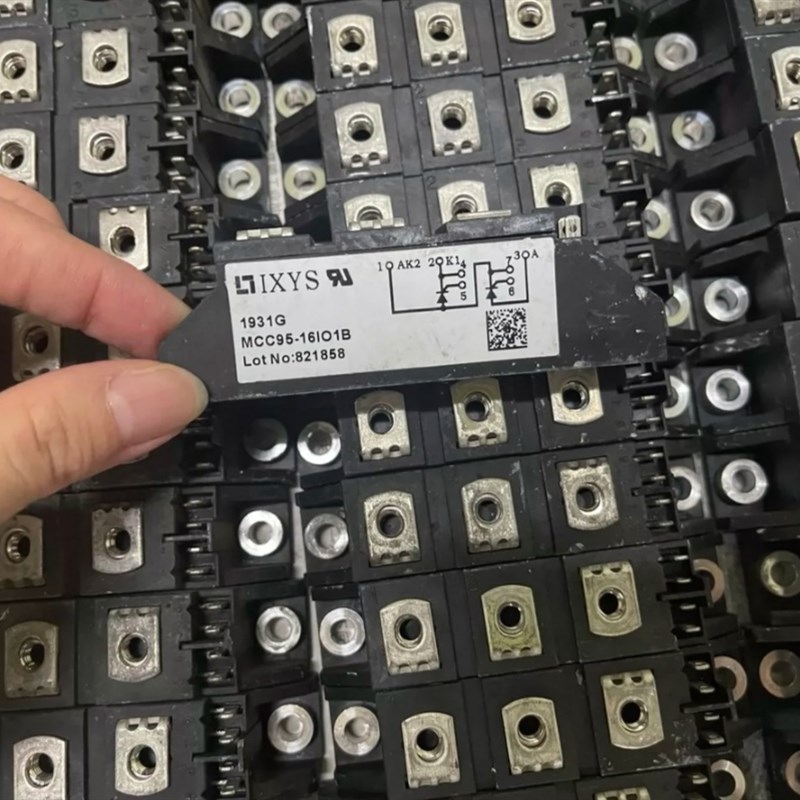 IXYS
1 AK2 2 K1 4 5 7 6 3 A
1931G
MCC95-16IO1B
Lot No:821858